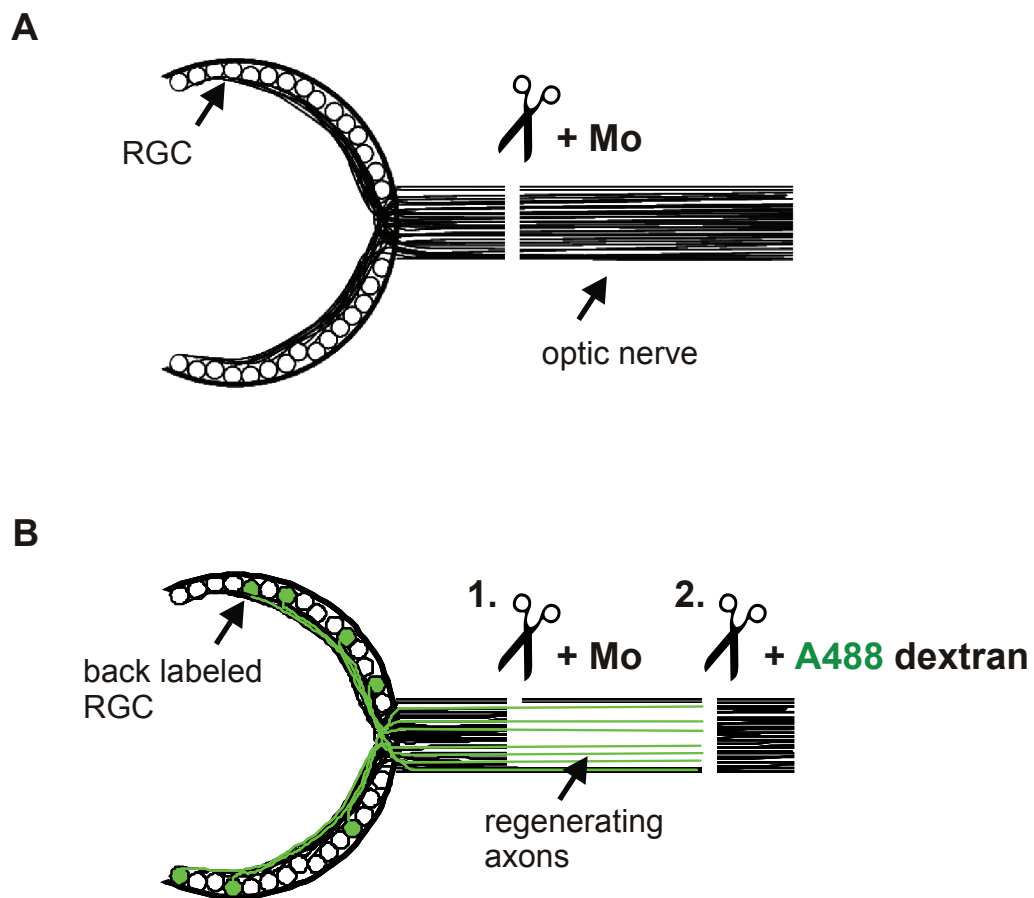 A
+ Mo
RGC
optic nerve
B
1.
2.
+ Mo
+ A488 dextran
back labeled
RGC
regenerating
axons